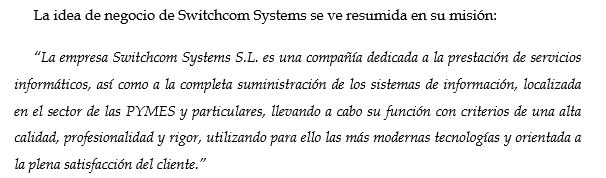 La idea de negocio de Switchcom Systems se ve resumida en su misión:
“La empresa Switchcom Systems S.L. es una compañía dedicada a la prestación de servicios
informáticos, así como a la completa suministración de los sistemas de información, localizada
en el sector de las PYMES y particulares, llevando a cabo su función con criterios de una alta
calidad, profesionalidad y rigor, utilizando para ello las más modernas tecnologías y orientada a
la plena satisfacción del cliente.”